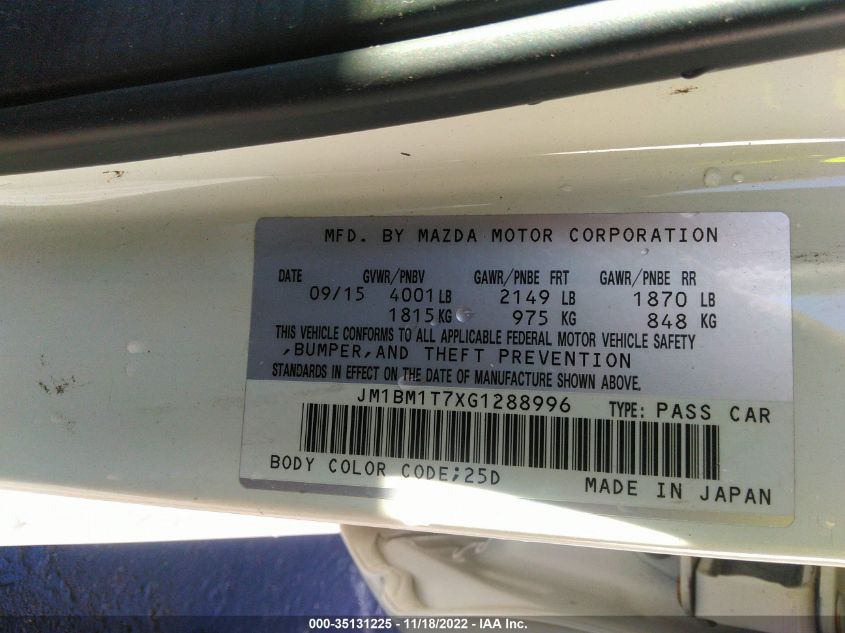 MFD. BY MAZDA MOTOR CORPORATION
DATE GVWR/PNBV GAWR/PNBE FRT GAWR/PNBE RR
09/15 4001 LB 2149 LB 1870 LB
1815 KG 975 KG 848 KG
THIS VEHICLE CONFORMS TO ALL APPLICABLE FEDERAL MOTOR VEHICLE SAFETY
,BUMPER,AND THEFT PREVENTION
STANDARDS IN EFFECT ON THE DATE OF MANUFACTURE SHOWN ABOVE.
JM1BM1T7XG1288996 TYPE: PASS CAR
BODY COLOR CODE;25D
MADE IN JAPAN
000-35131225 - 11/18/2022 - IAA Inc.